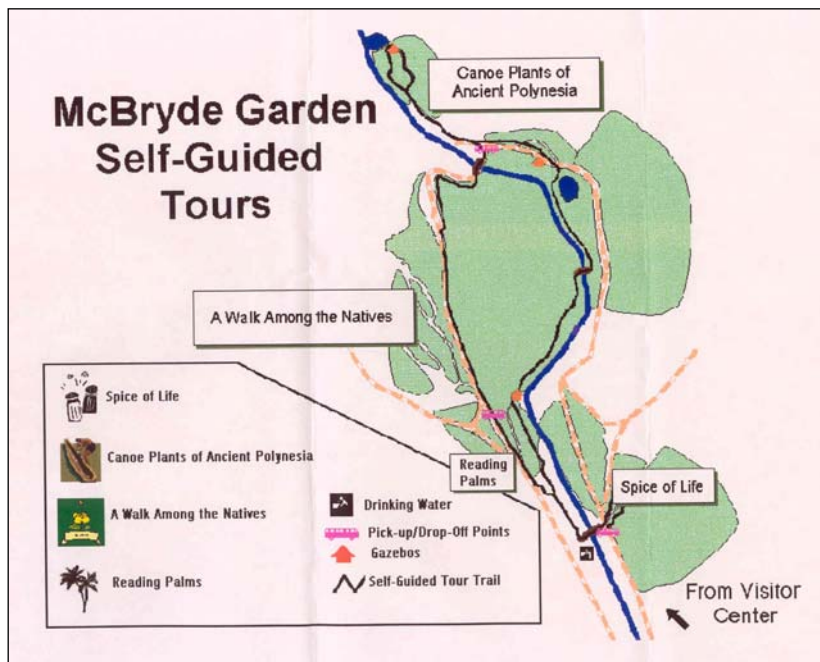 McBryde Garden
Self-Guided
Tours
Canoe Plants of
Ancient Polynesia
A Walk Among the Natives
Reading
Palms
Spice of Life
From Visitor
Center
Spice of Life
Canoe Plants of Ancient Polynesia
A Walk Among the Natives
Reading Palms
Drinking Water
Pick-up/Drop-Off Points
Gazebos
Self-Guided Tour Trail